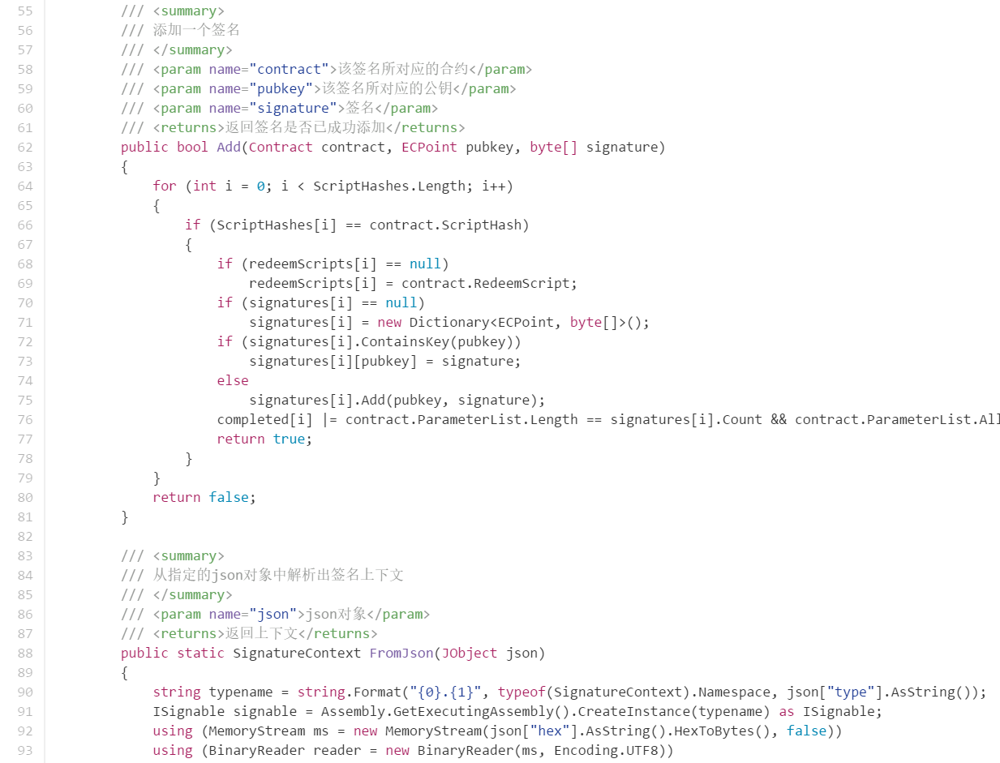 55 /// <summary>
56 /// 添加一个签名
57 /// </summary>
58 /// <param name="contract">该签名所对应的合约</param>
59 /// <param name="pubkey">该签名所对应的公钥</param>
60 /// <param name="signature">签名</param>
61 /// <returns>返回签名是否已成功添加</returns>
62 public bool Add(Contract contract, ECPoint pubkey, byte[] signature)
63 {
64 for (int i = 0; i < ScriptHashes.Length; i++)
65 {
66 if (ScriptHashes[i] == contract.ScriptHash)
67 {
68 if (redeemScripts[i] == null)
69 redeemScripts[i] = contract.RedeemScript;
70 if (signatures[i] == null)
71 signatures[i] = new Dictionary<ECPoint, byte[]>();
72 if (signatures[i].ContainsKey(pubkey))
73 signatures[i][pubkey] = signature;
74 else
75 signatures[i].Add(pubkey, signature);
76 completed[i] |= contract.ParameterList.Length == signatures[i].Count && contract.ParameterList.All
77 return true;
78 }
79 }
80 return false;
81 }
82
83 /// <summary>
84 /// 从指定的json对象中解析出签名上下文
85 /// </summary>
86 /// <param name="json">json对象</param>
87 /// <returns>返回上下文</returns>
88 public static SignatureContext FromJson(JObject json)
89 {
90 string typename = string.Format("{0}.{1}", typeof(SignatureContext).Namespace, json["type"].AsString());
91 ISignable signable = Assembly.GetExecutingAssembly().CreateInstance(typename) as ISignable;
92 using (MemoryStream ms = new MemoryStream(json["hex"].AsString().HexToBytes(), false))
93 using (BinaryReader reader = new BinaryReader(ms, Encoding.UTF8))